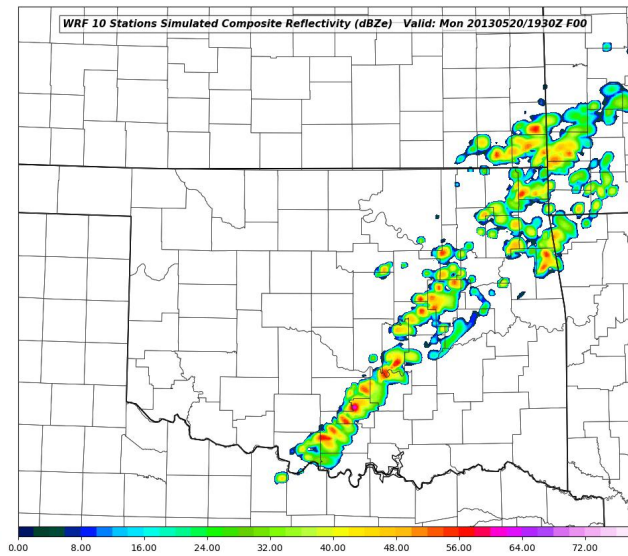 WRF 10 Stations Simulated Composite Reflectivity (dBZe) Valid: Mon 20130520/1930Z F00
0.00 8.00 16.00 24.00 32.00 40.00 48.00 56.00 64.00 72.00